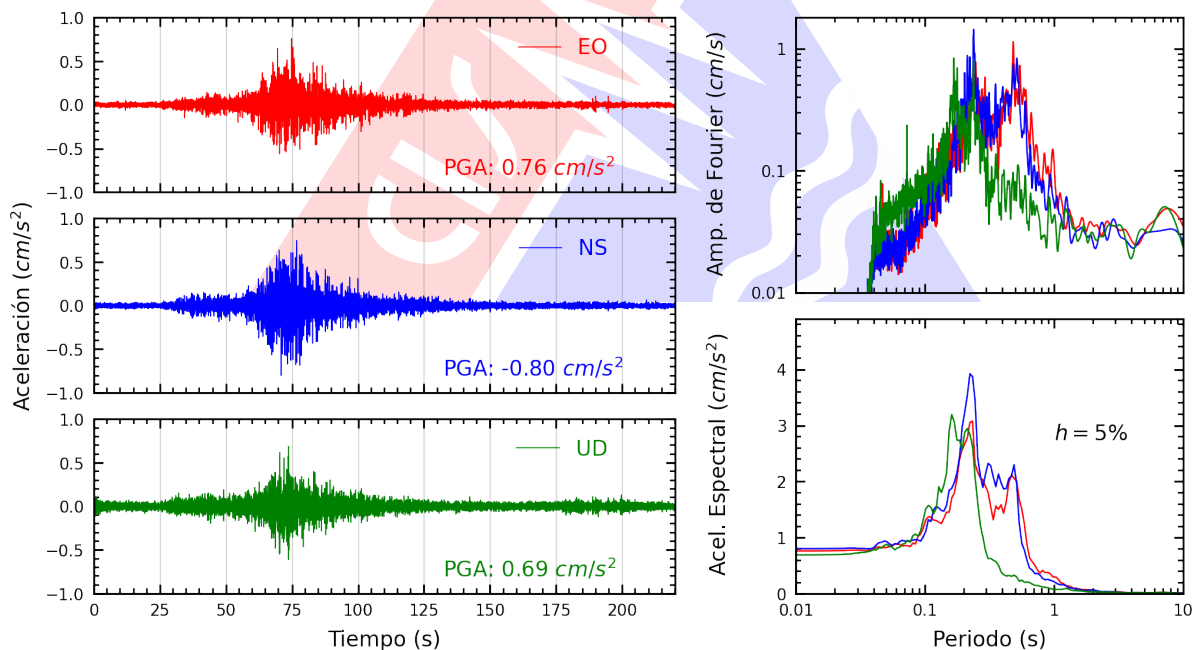 Aceleración (cm/s²)
1.0
0.5
0.0
−0.5
−1.0
EO
PGA: 0.76 cm/s²
1.0
0.5
0.0
−0.5
−1.0
NS
PGA: -0.80 cm/s²
1.0
0.5
0.0
−0.5
−1.0
UD
PGA: 0.69 cm/s²
0 25 50 75 100 125 150 175 200
Tiempo (s)
Amp. de Fourier (cm/s)
1
0.1
0.01
Acel. Espectral (cm/s²)
4
3
2
1
0
h = 5%
0.01 0.1 1 10
Periodo (s)